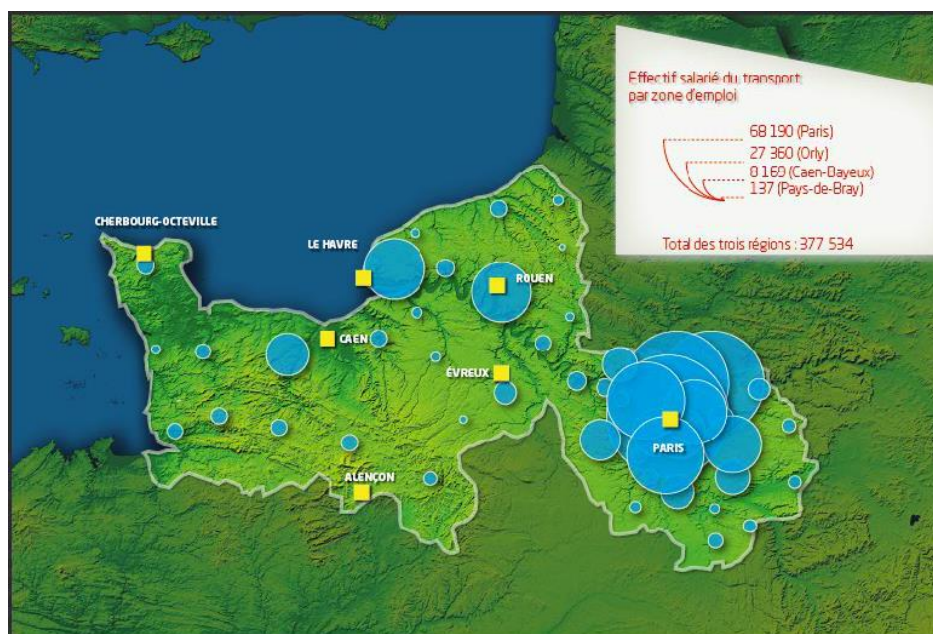 Effectif salarié du transport
par zone d'emploi
68 190 (Paris)
27 360 (Orly)
8 169 (Caen-Bayeux)
137 (Pays-de-Bray)
Total des trois régions : 377 534
CHERBOURG-OCTEVILLE
LE HAVRE
ROUEN
CAEN
ÉVREUX
PARIS
ALENÇON